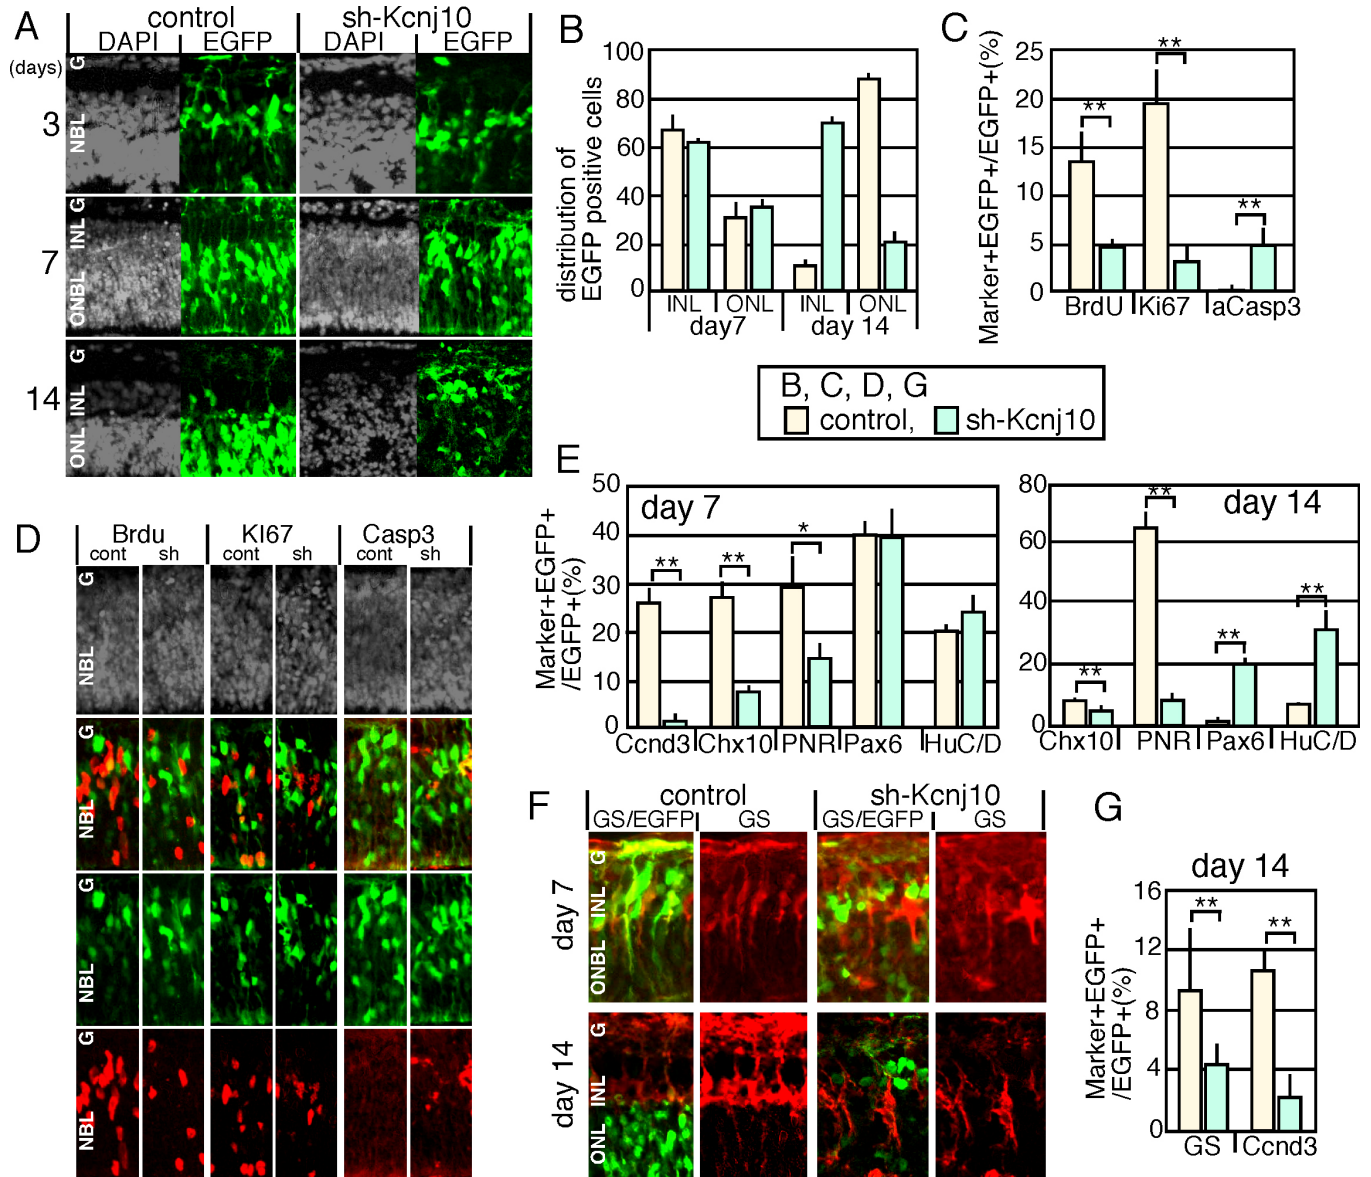 A
control
sh-Kcnj10
DAPI
EGFP
DAPI
EGFP
(days)
3
G
NBL
7
G
INL
ONBL
14
G
INL
ONL
B
distribution of
EGFP positive cells
100
80
60
40
20
0
INL
ONL
INL
ONL
day7
day 14
C
Marker+EGFP+/EGFP+(%)
25
20
15
10
5
0
**
**
**
BrdU
Ki67
aCasp3
B, C, D, G
control,
sh-Kcnj10
D
Brdu
KI67
Casp3
cont
sh
cont
sh
cont
sh
G
NBL
G
NBL
G
NBL
NBL
E
Marker+EGFP+
/EGFP+(%)
50
40
30
20
10
0
day 7
**
**
*
Ccnd3
Chx10
PNR
Pax6
HuC/D
80
60
40
20
0
day 14
**
**
**
**
Chx10
PNR
Pax6
HuC/D
F
control
sh-Kcnj10
GS/EGFP
GS
GS/EGFP
GS
day 7
G
INL
ONBL
day 14
G
INL
ONL
G
day 14
Marker+EGFP+
/EGFP+(%)
16
12
8
4
0
**
**
GS
Ccnd3